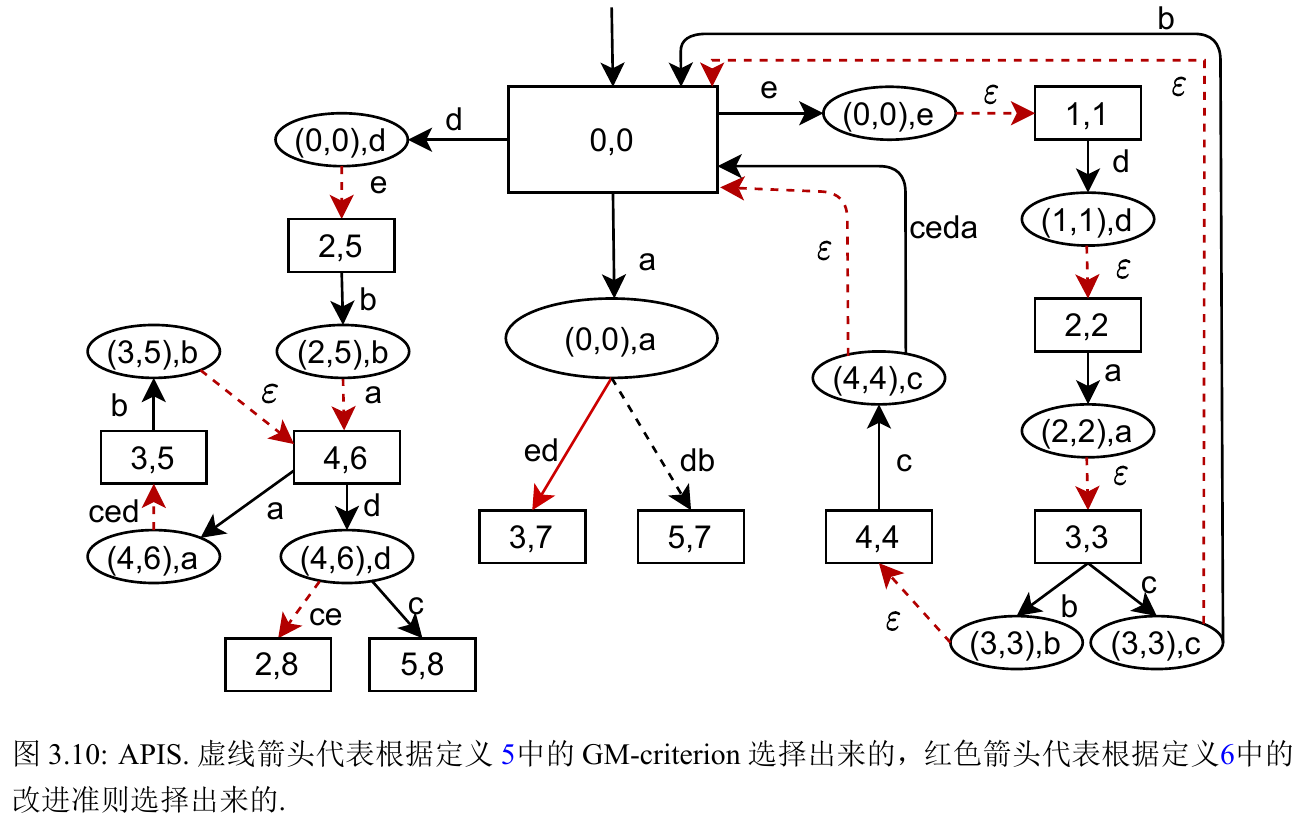 b
ε
e
ε
d
(0,0),d
0,0
(0,0),e
1,1
e
d
2,5
(1,1),d
ceda
ε
a
ε
b
2,2
(3,5),b
(2,5),b
(0,0),a
(4,4),c
a
ε
a
b
(2,2),a
3,5
4,6
ed
db
c
ε
ced
a
d
3,7
5,7
4,4
3,3
(4,6),a
(4,6),d
c
b
ce
c
ε
(3,3),b
(3,3),c
2,8
5,8
图 3.10: APIS. 虚线箭头代表根据定义 5中的 GM-criterion 选择出来的，红色箭头代表根据定义6中的
改进准则选择出来的.